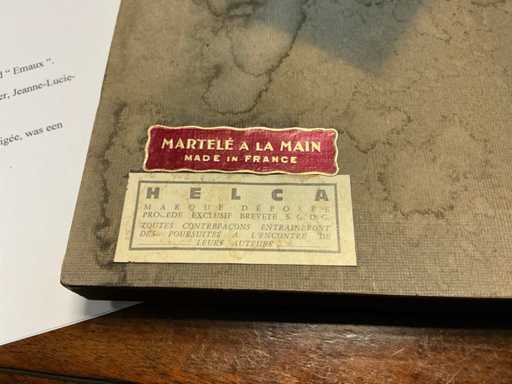 " Emaux ".
er, Jeanne-Lucie-
igée, was een
MARTELÉ A LA MAIN
MADE IN FRANCE
HELCA
MARQUE DÉPOSÉE
PROCÉDÉ EXCLUSIF BREVETÉ S. G. D. G.
TOUTES CONTREFAÇONS ENTRAINERONT
DES POURSUITES A L'ENCONTRE DE
LEURS AUTEURS